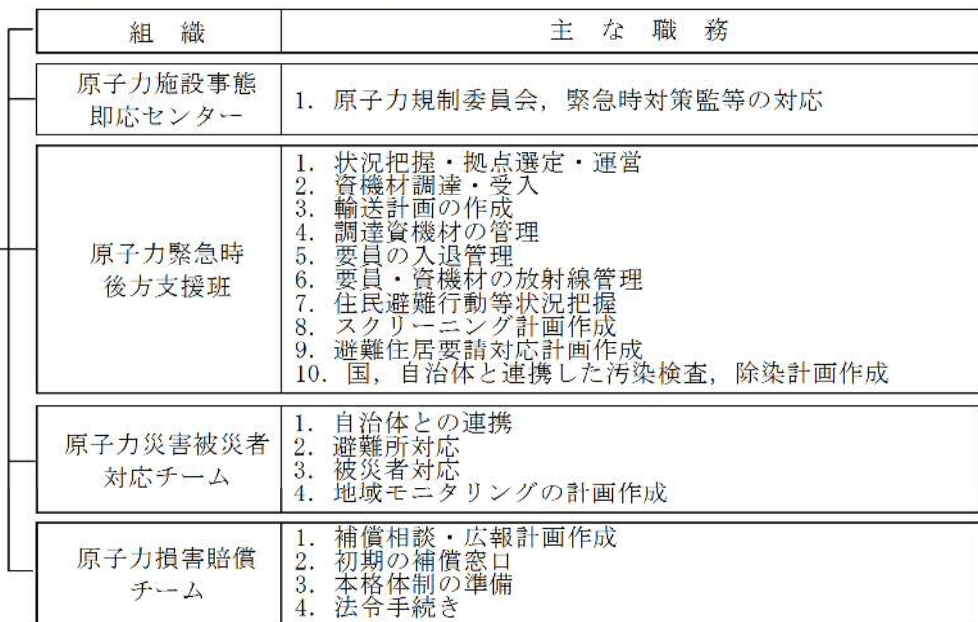 組織 主な職務
原子力施設事態
即応センター
1. 原子力規制委員会，緊急時対策監等の対応
原子力緊急時
後方支援班
1. 状況把握・拠点選定・運営
2. 資機材調達・受入
3. 輸送計画の作成
4. 調達資機材の管理
5. 要員の入退管理
6. 要員・資機材の放射線管理
7. 住民避難行動等状況把握
8. スクリーニング計画作成
9. 避難住居要請対応計画作成
10. 国，自治体と連携した汚染検査，除染計画作成
原子力災害被災者
対応チーム
1. 自治体との連携
2. 避難所対応
3. 被災者対応
4. 地域モニタリングの計画作成
原子力損害賠償
チーム
1. 補償相談・広報計画作成
2. 初期の補償窓口
3. 本格体制の準備
4. 法令手続き